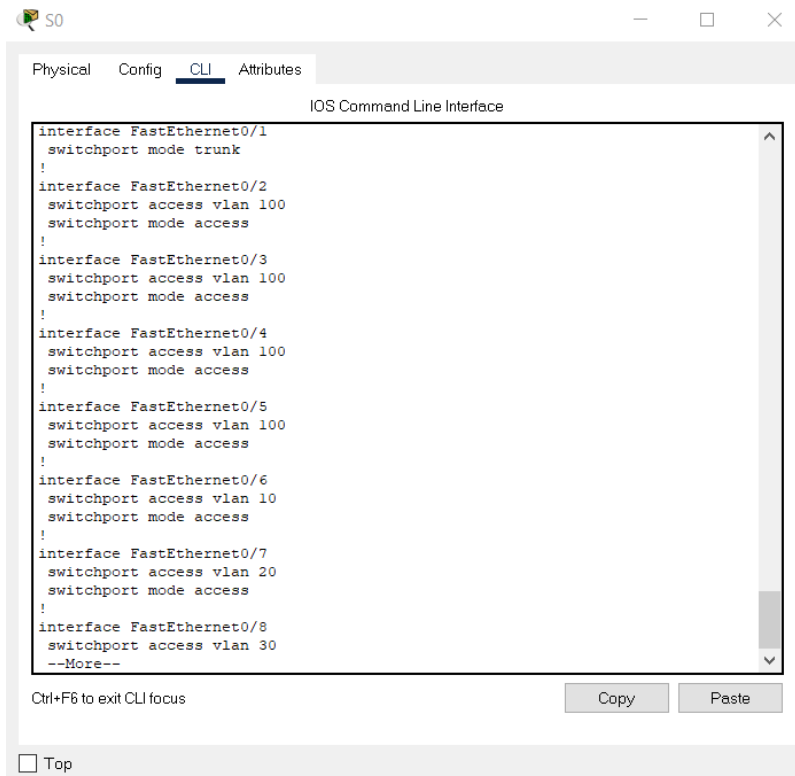 S0
Physical Config CLI Attributes
IOS Command Line Interface
interface FastEthernet0/1
switchport mode trunk
!
interface FastEthernet0/2
switchport access vlan 100
switchport mode access
!
interface FastEthernet0/3
switchport access vlan 100
switchport mode access
!
interface FastEthernet0/4
switchport access vlan 100
switchport mode access
!
interface FastEthernet0/5
switchport access vlan 100
switchport mode access
!
interface FastEthernet0/6
switchport access vlan 10
switchport mode access
!
interface FastEthernet0/7
switchport access vlan 20
switchport mode access
!
interface FastEthernet0/8
switchport access vlan 30
--More--
Ctrl+F6 to exit CLI focus
Copy Paste
Top